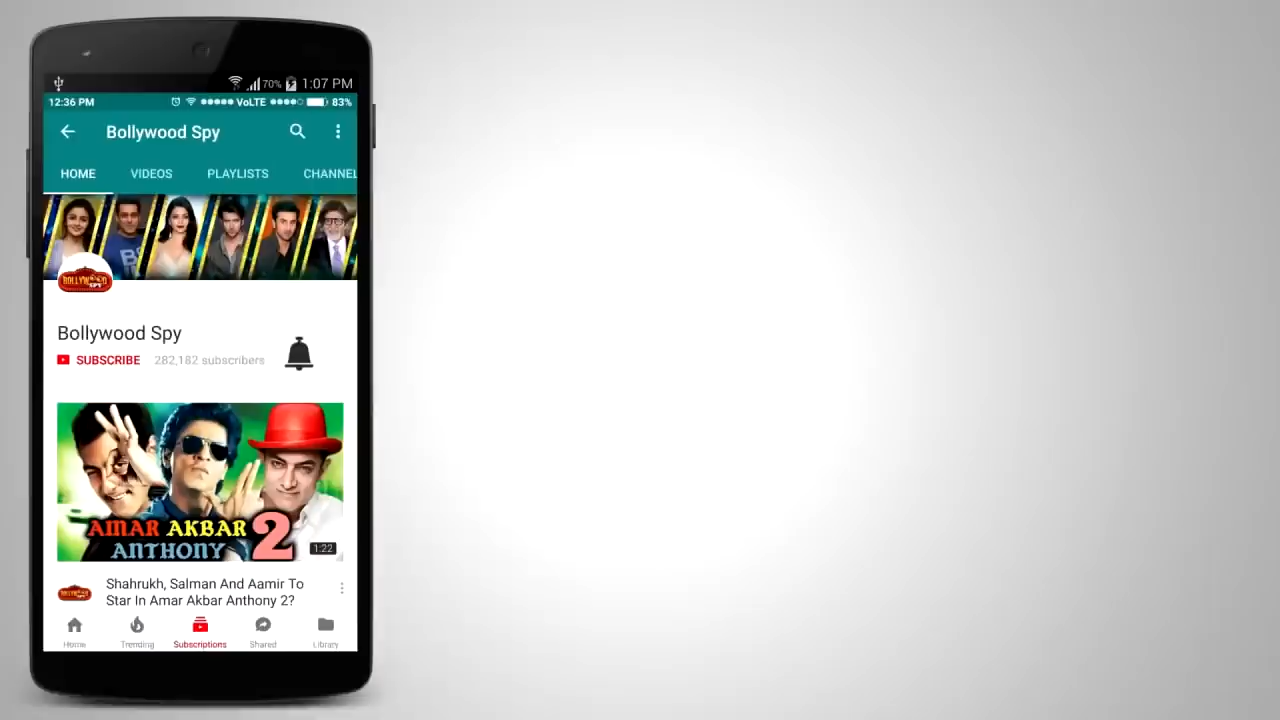 70% 1:07 PM
12:36 PM VoLTE 83%
Bollywood Spy
HOME VIDEOS PLAYLISTS CHANNEL
BOLLYWOOD
SPY
Bollywood Spy
SUBSCRIBE 282,182 subscribers
AMAR AKBAR
ANTHONY 2
1:22
Shahrukh, Salman And Aamir To
Star In Amar Akbar Anthony 2?
Home Trending Subscriptions Shared Library